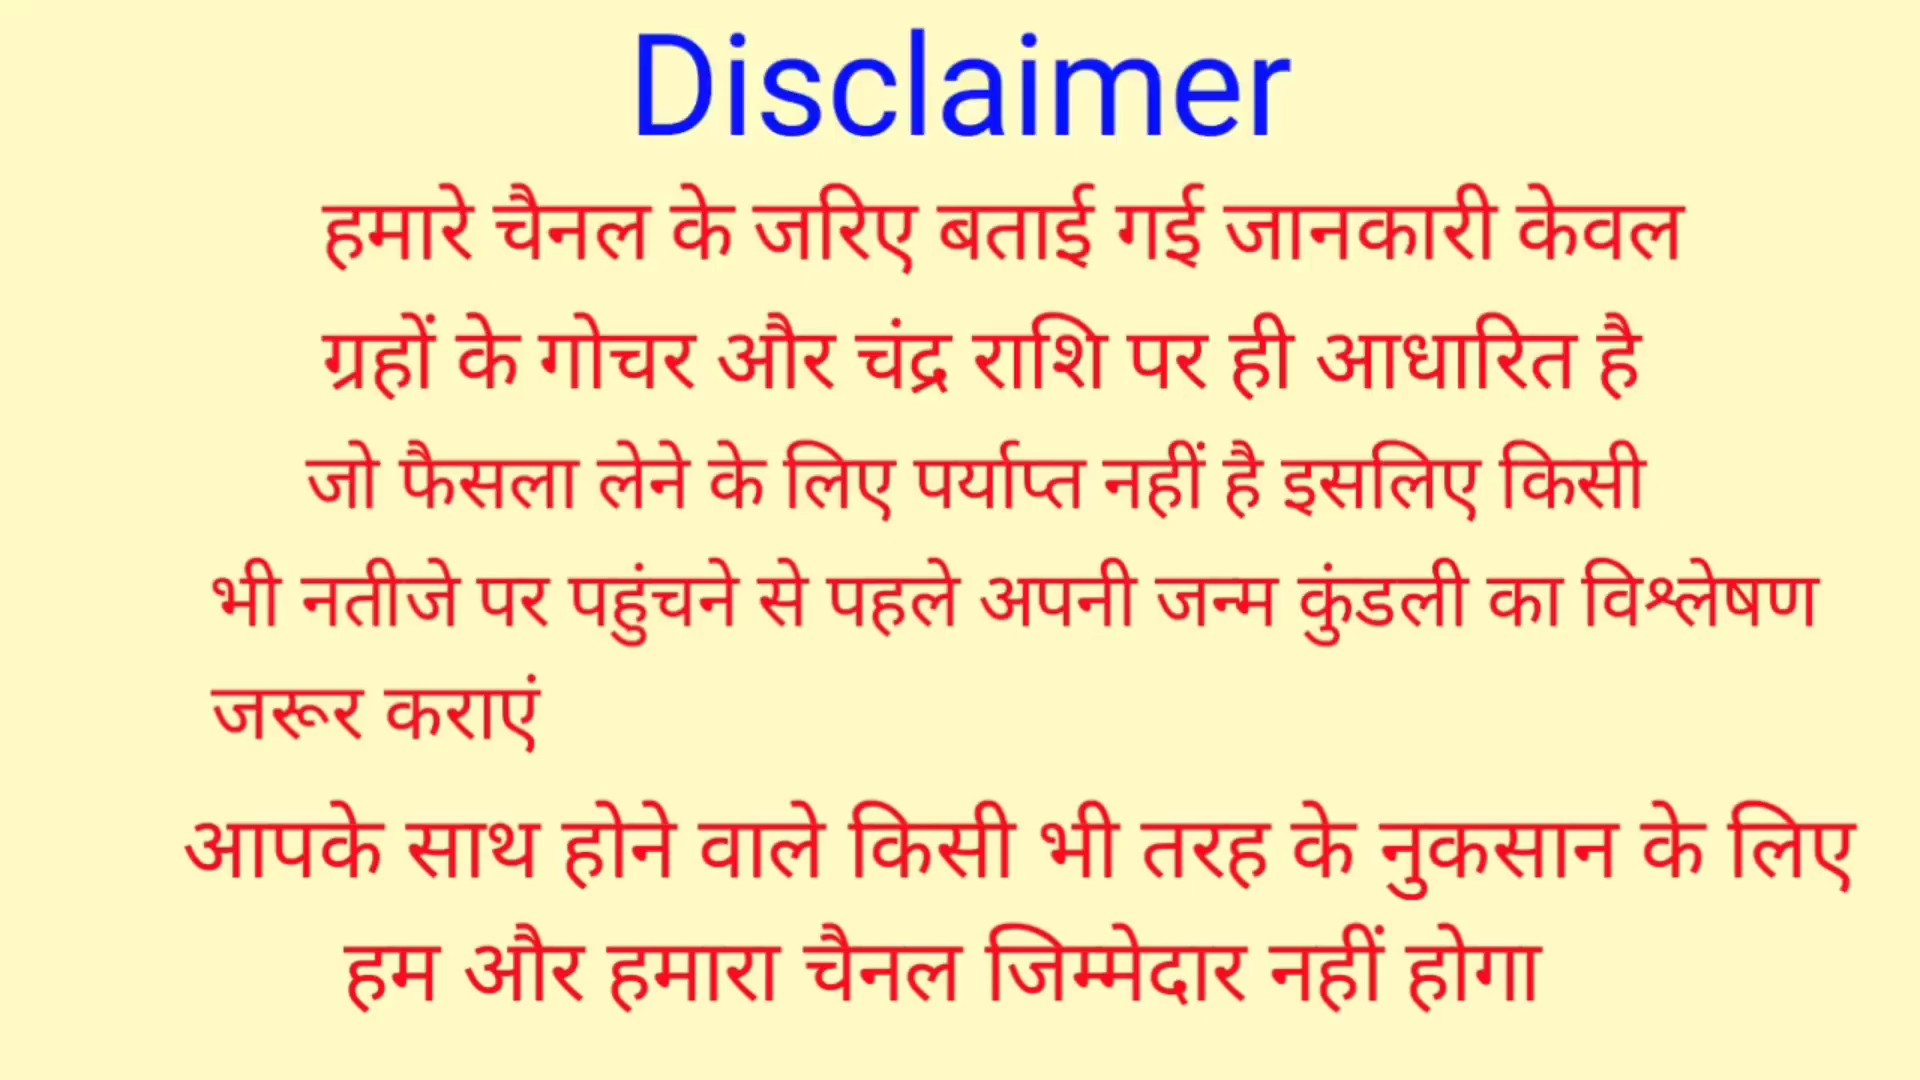 Disclaimer
हमारे चैनल के जरिए बताई गई जानकारी केवल
ग्रहों के गोचर और चंद्र राशि पर ही आधारित है
जो फैसला लेने के लिए पर्याप्त नहीं है इसलिए किसी
भी नतीजे पर पहुंचने से पहले अपनी जन्म कुंडली का विश्लेषण
जरूर कराएं
आपके साथ होने वाले किसी भी तरह के नुकसान के लिए
हम और हमारा चैनल जिम्मेदार नहीं होगा